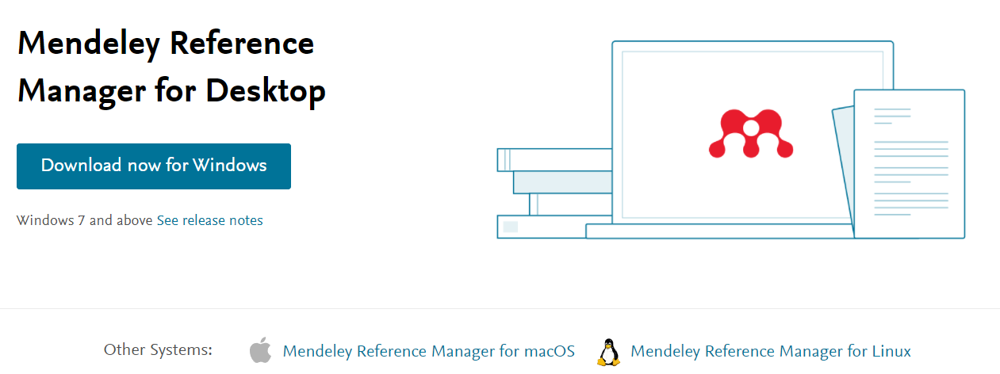 Mendeley Reference
Manager for Desktop
Download now for Windows
Windows 7 and above See release notes
Other Systems: Mendeley Reference Manager for macOS Mendeley Reference Manager for Linux